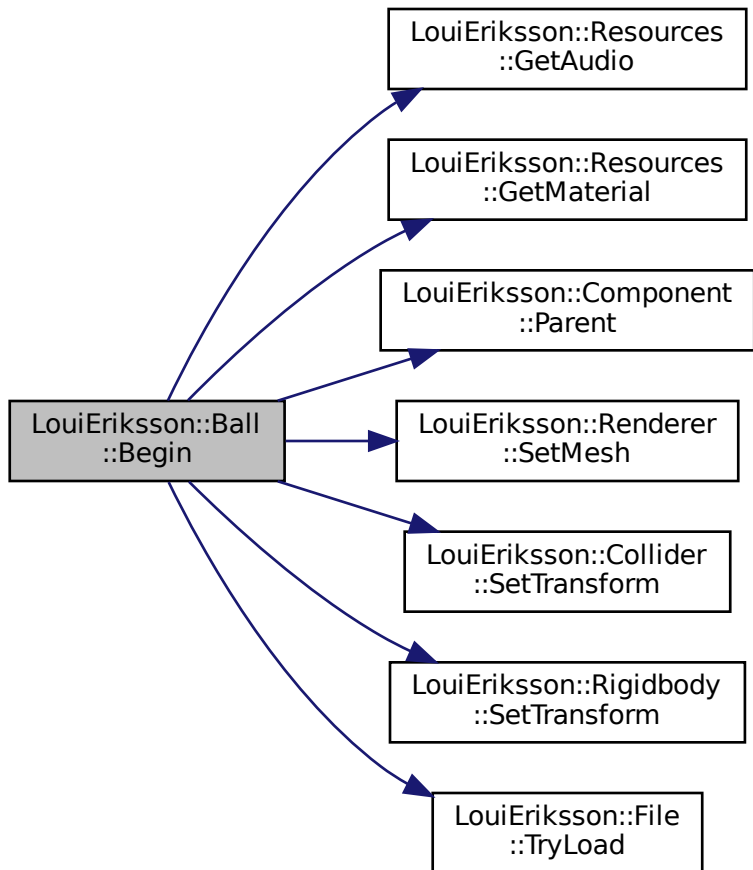 LouiEriksson::Resources
::GetAudio
LouiEriksson::Resources
::GetMaterial
LouiEriksson::Component
::Parent
LouiEriksson::Ball
::Begin
LouiEriksson::Renderer
::SetMesh
LouiEriksson::Collider
::SetTransform
LouiEriksson::Rigidbody
::SetTransform
LouiEriksson::File
::TryLoad